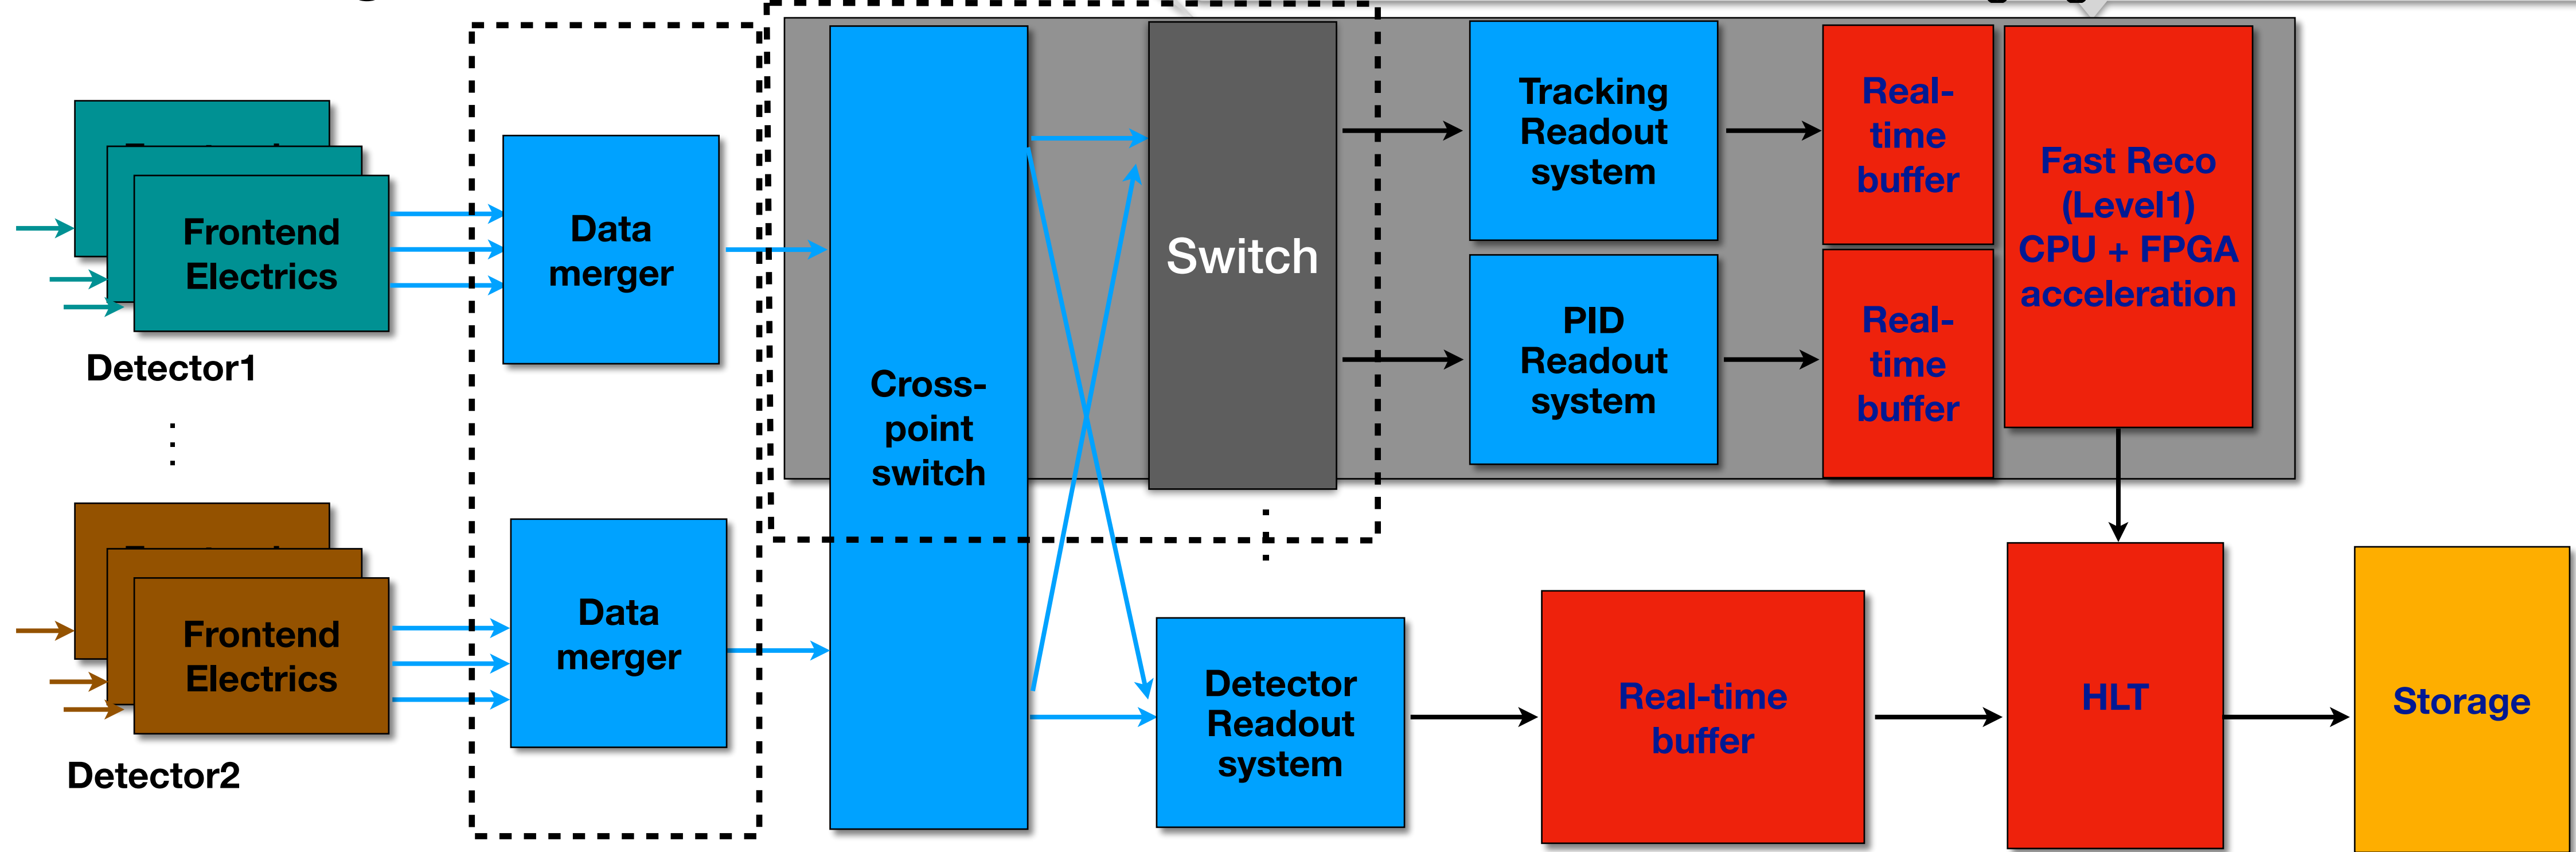 Frontend
Electrics
Detector1
Data
merger
Cross-
point
switch
Switch
Tracking
Readout
system
Real-
time
buffer
Fast Reco
(Level1)
CPU + FPGA
acceleration
PID
Readout
system
Real-
time
buffer
Frontend
Electrics
Detector2
Data
merger
Detector
Readout
system
Real-time
buffer
HLT
Storage